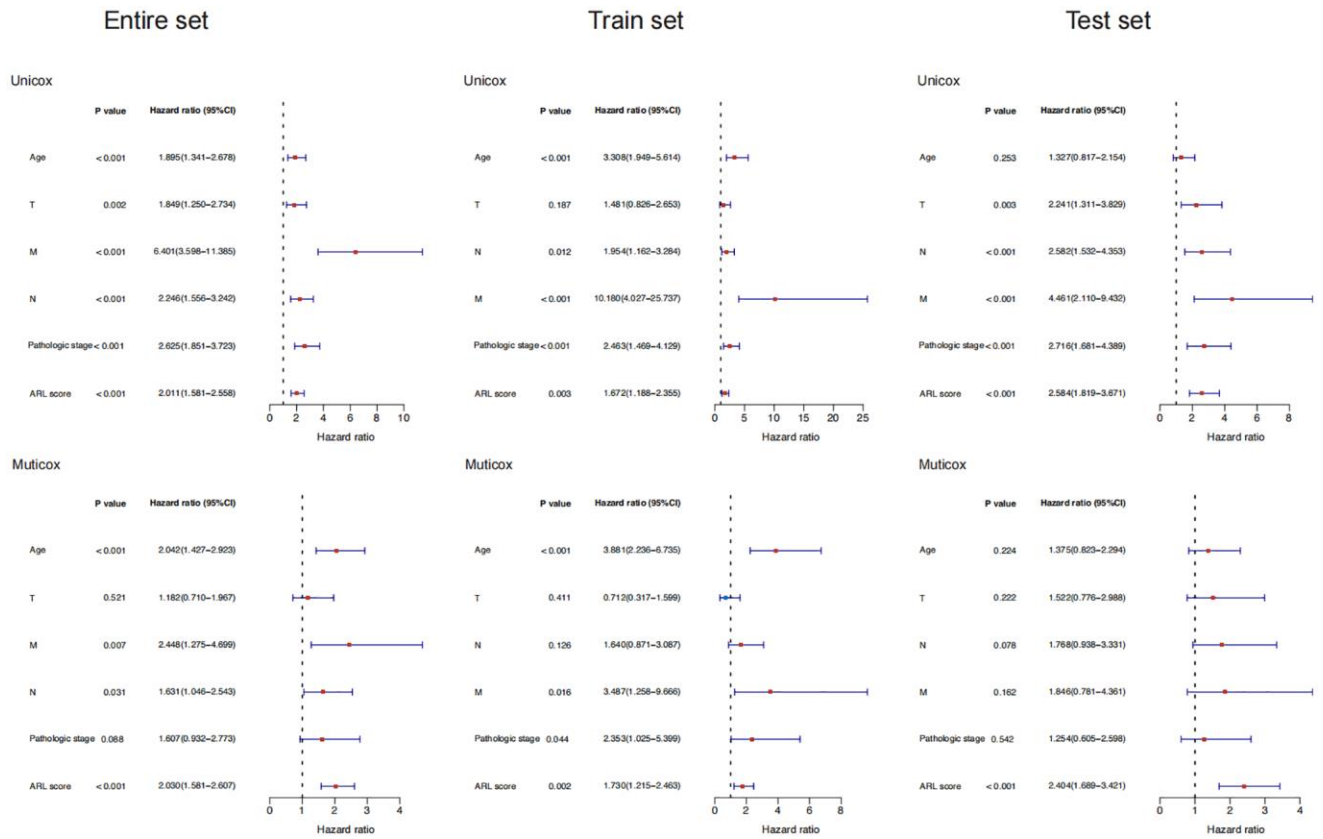 Entire set
Train set
Test set
Unicox
P value Hazard ratio (95%CI)
Age <0.001 1.895(1.341−2.678)
T 0.002 1.849(1.250−2.734)
M <0.001 6.401(3.598−11.385)
N <0.001 2.246(1.556−3.242)
Pathologic stage <0.001 2.625(1.851−3.723)
ARL score <0.001 2.011(1.581−2.558)
0 2 4 6 8 10
Hazard ratio
Unicox
P value Hazard ratio (95%CI)
Age <0.001 3.308(1.949−5.614)
T 0.187 1.481(0.826−2.653)
N 0.012 1.954(1.162−3.284)
M <0.001 10.180(4.027−25.737)
Pathologic stage <0.001 2.463(1.469−4.129)
ARL score 0.003 1.672(1.188−2.355)
0 5 10 15 20 25
Hazard ratio
Unicox
P value Hazard ratio (95%CI)
Age 0.253 1.327(0.817−2.154)
T 0.003 2.241(1.311−3.829)
N <0.001 2.582(1.532−4.353)
M <0.001 4.461(2.110−9.432)
Pathologic stage <0.001 2.716(1.681−4.389)
ARL score <0.001 2.584(1.819−3.671)
0 2 4 6 8
Hazard ratio
Muticox
P value Hazard ratio (95%CI)
Age <0.001 2.042(1.427−2.923)
T 0.521 1.182(0.710−1.967)
M 0.007 2.448(1.275−4.699)
N 0.031 1.631(1.046−2.543)
Pathologic stage 0.088 1.607(0.932−2.773)
ARL score <0.001 2.030(1.581−2.607)
0 1 2 3 4
Hazard ratio
Muticox
P value Hazard ratio (95%CI)
Age <0.001 3.881(2.236−6.735)
T 0.411 0.712(0.317−1.599)
N 0.126 1.640(0.871−3.087)
M 0.016 3.487(1.258−9.666)
Pathologic stage 0.044 2.353(1.025−5.399)
ARL score 0.002 1.730(1.215−2.463)
0 2 4 6 8
Hazard ratio
Muticox
P value Hazard ratio (95%CI)
Age 0.224 1.375(0.823−2.294)
T 0.222 1.522(0.776−2.988)
N 0.078 1.768(0.938−3.331)
M 0.162 1.846(0.781−4.361)
Pathologic stage 0.542 1.254(0.605−2.598)
ARL score <0.001 2.404(1.689−3.421)
0 1 2 3 4
Hazard ratio